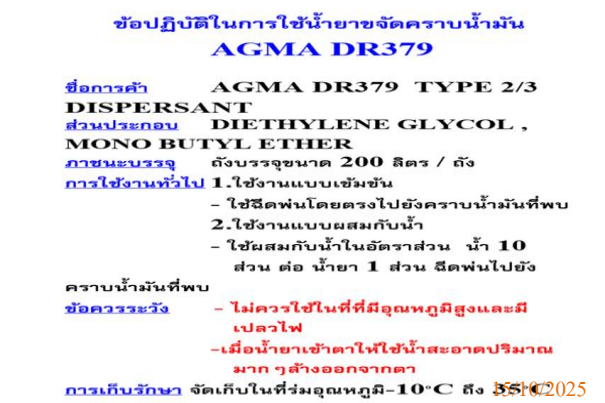 ข้อปฏิบัติในการใช้น้ำยาขจัดคราบน้ำมัน
AGMA DR379
ชื่อการค้า AGMA DR379 TYPE 2/3
DISPERSANT
ส่วนประกอบ DIETHYLENE GLYCOL ,
MONO BUTYL ETHER
ภาชนะบรรจุ ถังบรรจุขนาด 200 ลิตร / ถัง
การใช้งานทั่วไป 1.ใช้งานแบบเข้มข้น
- ใช้ฉีดพ่นโดยตรงไปยังคราบน้ำมันที่พบ
2.ใช้งานแบบผสมกับน้ำ
- ใช้ผสมกับน้ำในอัตราส่วน น้ำ 10
ส่วน ต่อ น้ำยา 1 ส่วน ฉีดพ่นไปยัง
คราบน้ำมันที่พบ
ข้อควรระวัง - ไม่ควรใช้ในที่ที่มีอุณหภูมิสูงและมี
เปลวไฟ
-เมื่อน้ำยาเข้าตาให้ใช้น้ำสะอาดปริมาณ
มาก ๆล้างออกจากตา
การเก็บรักษา จัดเก็บในที่ร่มอุณหภูมิ-10°C ถึง 35°C
15/10/2025